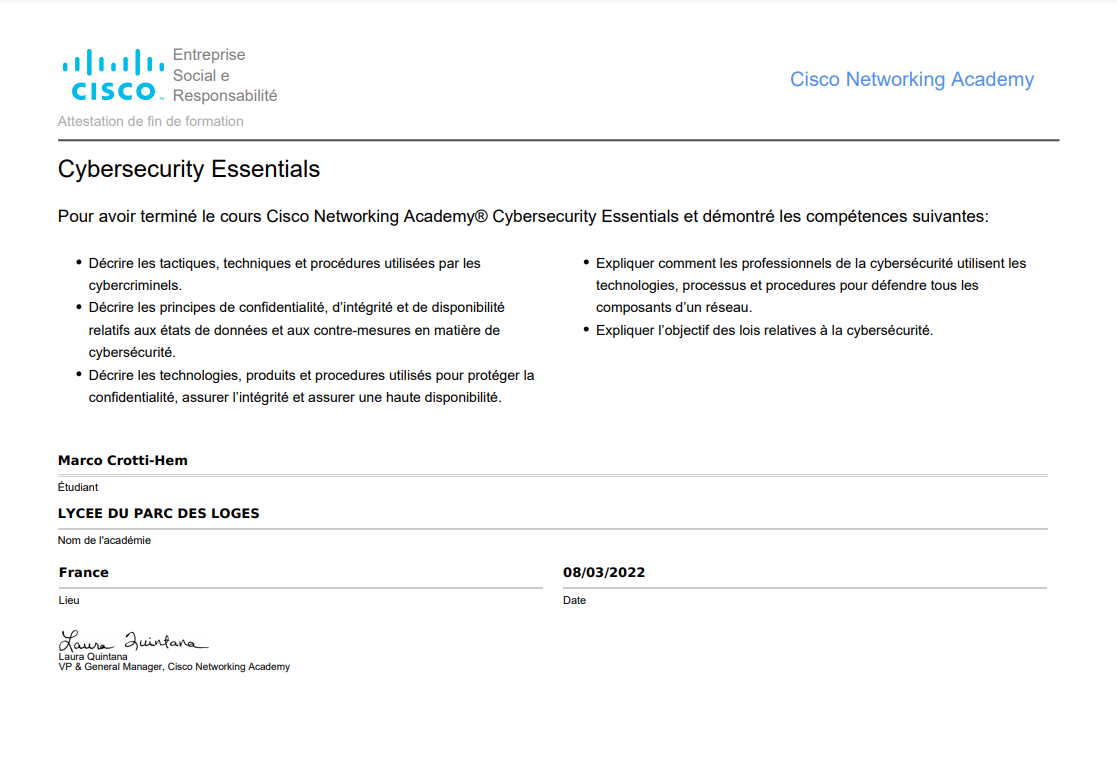 Entreprise
Social e
Responsabilité
CISCO
Cisco Networking Academy
Attestation de fin de formation
Cybersecurity Essentials
Pour avoir terminé le cours Cisco Networking Academy® Cybersecurity Essentials et démontré les compétences suivantes:
• Décrire les tactiques, techniques et procédures utilisées par les
cybercriminels.
• Décrire les principes de confidentialité, d’intégrité et de disponibilité
relatifs aux états de données et aux contre-mesures en matière de
cybersécurité.
• Décrire les technologies, produits et procedures utilisés pour protéger la
confidentialité, assurer l’intégrité et assurer une haute disponibilité.
• Expliquer comment les professionnels de la cybersécurité utilisent les
technologies, processus et procedures pour défendre tous les
composants d’un réseau.
• Expliquer l’objectif des lois relatives à la cybersécurité.
Marco Crotti-Hem
Étudiant
LYCEE DU PARC DES LOGES
Nom de l'académie
France
Lieu
08/03/2022
Date
Laura Quintana
Laura Quintana
VP & General Manager, Cisco Networking Academy